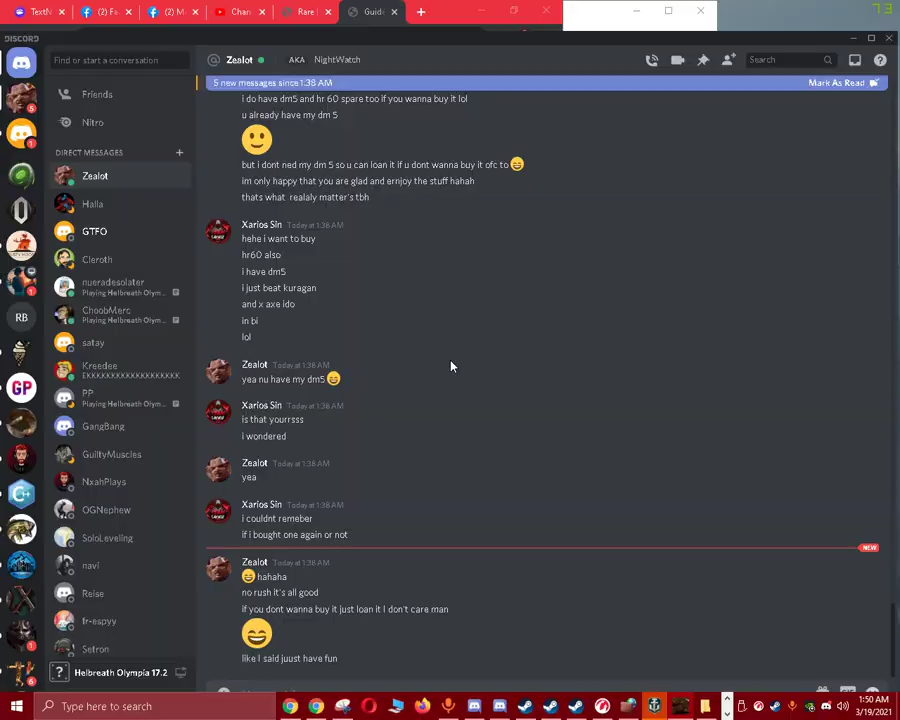 TextN
(2) Fa
(2) M
Chan
Rare
Guide
73
DISCORD
Find or start a conversation
Zealot
AKA
NightWatch
Search
5 new messages since 1:38 AM
Mark As Read
Friends
Nitro
DIRECT MESSAGES
Zealot
Halla
GTFO
Cleroth
nueradesolater
Playing Helbreath Olym...
ChoobMerc
Playing Helbreath Olym...
satay
Kreedee
EKKKKKKKKKKKKKKKKKKK
PP
Playing Helbreath Olym...
GangBang
GuiltyMuscles
NxahPlays
OGNephew
SoloLeveling
navi
Relse
fr-espyy
Setron
Helbreath Olympia 17.2
RB
GP
i do have dm5 and hr 60 spare too if you wanna buy it lol
u already have my dm 5
but i dont ned my dm 5 so u can loan it if u dont wanna buy it ofc to
im only happy that you are glad and ernjoy the stuff hahah
thats what realaly matter's tbh
Xarios Sin Today at 1:38 AM
hehe i want to buy
hr60 also
i have dm5
i just beat kuragan
and x axe ido
in bi
lol
Zealot Today at 1:38 AM
yea nu have my dm5
Xarios Sin Today at 1:38 AM
is that yourrsss
i wondered
Zealot Today at 1:38 AM
yea
Xarios Sin Today at 1:38 AM
i couldnt remeber
if I bought one again or not
NEW
Zealot Today at 1:38 AM
hahaha
no rush it's all good
if you dont wanna buy it just loan it I don't care man
like I said juust have fun
Type here to search
1:50 AM
3/19/2021